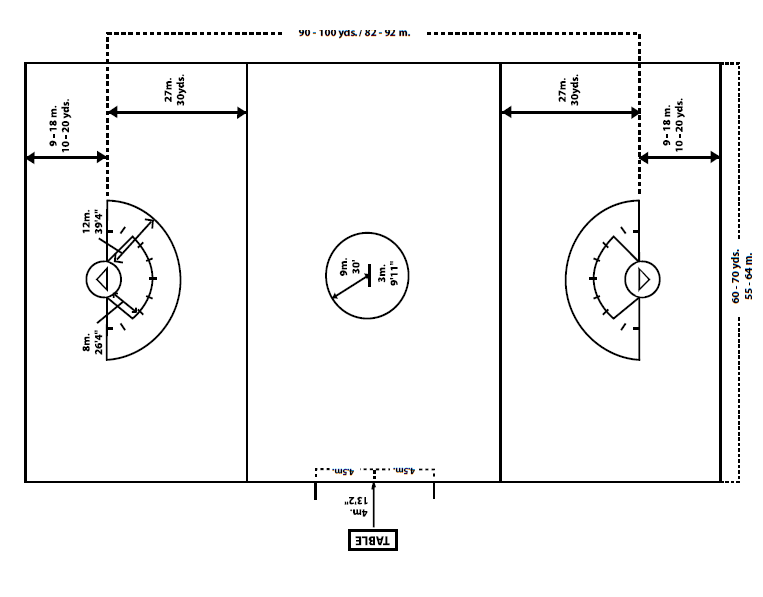 90 - 100 yds. / 82 - 92 m.
27m.
30yds.
27m.
30yds.
9 - 18 m.
10 - 20 yds.
9 - 18 m.
10 - 20 yds.
12m.
39'4"
9m.
30'
3m.
9'11"
60 - 70 yds.
55 - 64 m.
8m.
26'4"
4.5m. 4.5m.
4m.
13'2"
TABLE